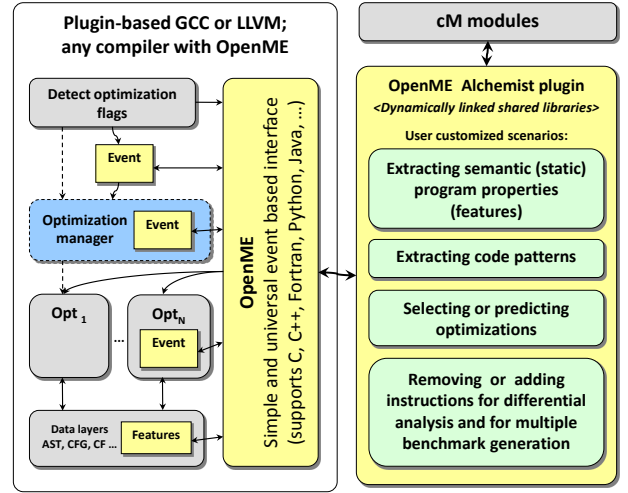 Plugin-based GCC or LLVM;
any compiler with OpenME
Detect optimization
flags
Event
Optimization
manager
Event
Opt 1
...
OptN
Event
Data layers
AST, CFG, CF ...
Features
OpenME
Simple and universal event based interface
(supports C, C++, Fortran, Python, Java, ...)
cM modules
OpenME Alchemist plugin
<Dynamically linked shared libraries>
User customized scenarios:
Extracting semantic (static)
program properties
(features)
Extracting code patterns
Selecting or predicting
optimizations
Removing or adding
instructions for differential
analysis and for multiple
benchmark generation